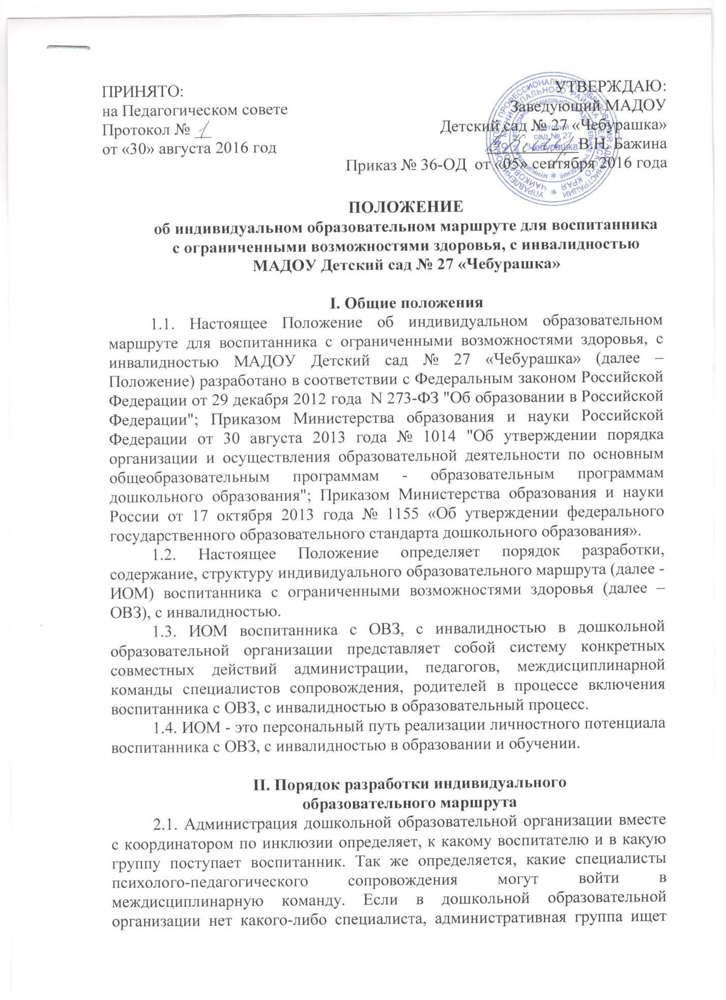 ПРИНЯТО:
на Педагогическом совете
Протокол № 1
от «30» августа 2016 год
УТВЕРЖДАЮ:
Заведующий МАДОУ
Детский сад № 27 «Чебурашка»
В.Н. Бажина
Приказ № 36-ОД от «05» сентября 2016 года
Детский
сад № 27
"Чебурашка"
ПОЛОЖЕНИЕ
об индивидуальном образовательном маршруте для воспитанника
с ограниченными возможностями здоровья, с инвалидностью
МАДОУ Детский сад № 27 «Чебурашка»
I. Общие положения
1.1. Настоящее Положение об индивидуальном образовательном
маршруте для воспитанника с ограниченными возможностями здоровья, с
инвалидностью МАДОУ Детский сад № 27 «Чебурашка» (далее –
Положение) разработано в соответствии с Федеральным законом Российской
Федерации от 29 декабря 2012 года N 273-ФЗ "Об образовании в Российской
Федерации"; Приказом Министерства образования и науки Российской
Федерации от 30 августа 2013 года № 1014 "Об утверждении порядка
организации и осуществления образовательной деятельности по основным
общеобразовательным программам - образовательным программам
дошкольного образования"; Приказом Министерства образования и науки
России от 17 октября 2013 года № 1155 «Об утверждении федерального
государственного образовательного стандарта дошкольного образования».
1.2. Настоящее Положение определяет порядок разработки,
содержание, структуру индивидуального образовательного маршрута (далее -
ИОМ) воспитанника с ограниченными возможностями здоровья (далее –
ОВЗ), с инвалидностью.
1.3. ИОМ воспитанника с ОВЗ, с инвалидностью в дошкольной
образовательной организации представляет собой систему конкретных
совместных действий администрации, педагогов, междисциплинарной
команды специалистов сопровождения, родителей в процессе включения
воспитанника с ОВЗ, с инвалидностью в образовательный процесс.
1.4. ИОМ - это персональный путь реализации личностного потенциала
воспитанника с ОВЗ, с инвалидностью в образовании и обучении.
II. Порядок разработки индивидуального
образовательного маршрута
2.1. Администрация дошкольной образовательной организации вместе
с координатором по инклюзии определяет, к какому воспитателю и в какую
группу поступает воспитанник. Так же определяется, какие специалисты
психолого-педагогического сопровождения могут войти в
междисциплинарную команду. Если в дошкольной образовательной
организации нет какого-либо специалиста, административная группа ищет